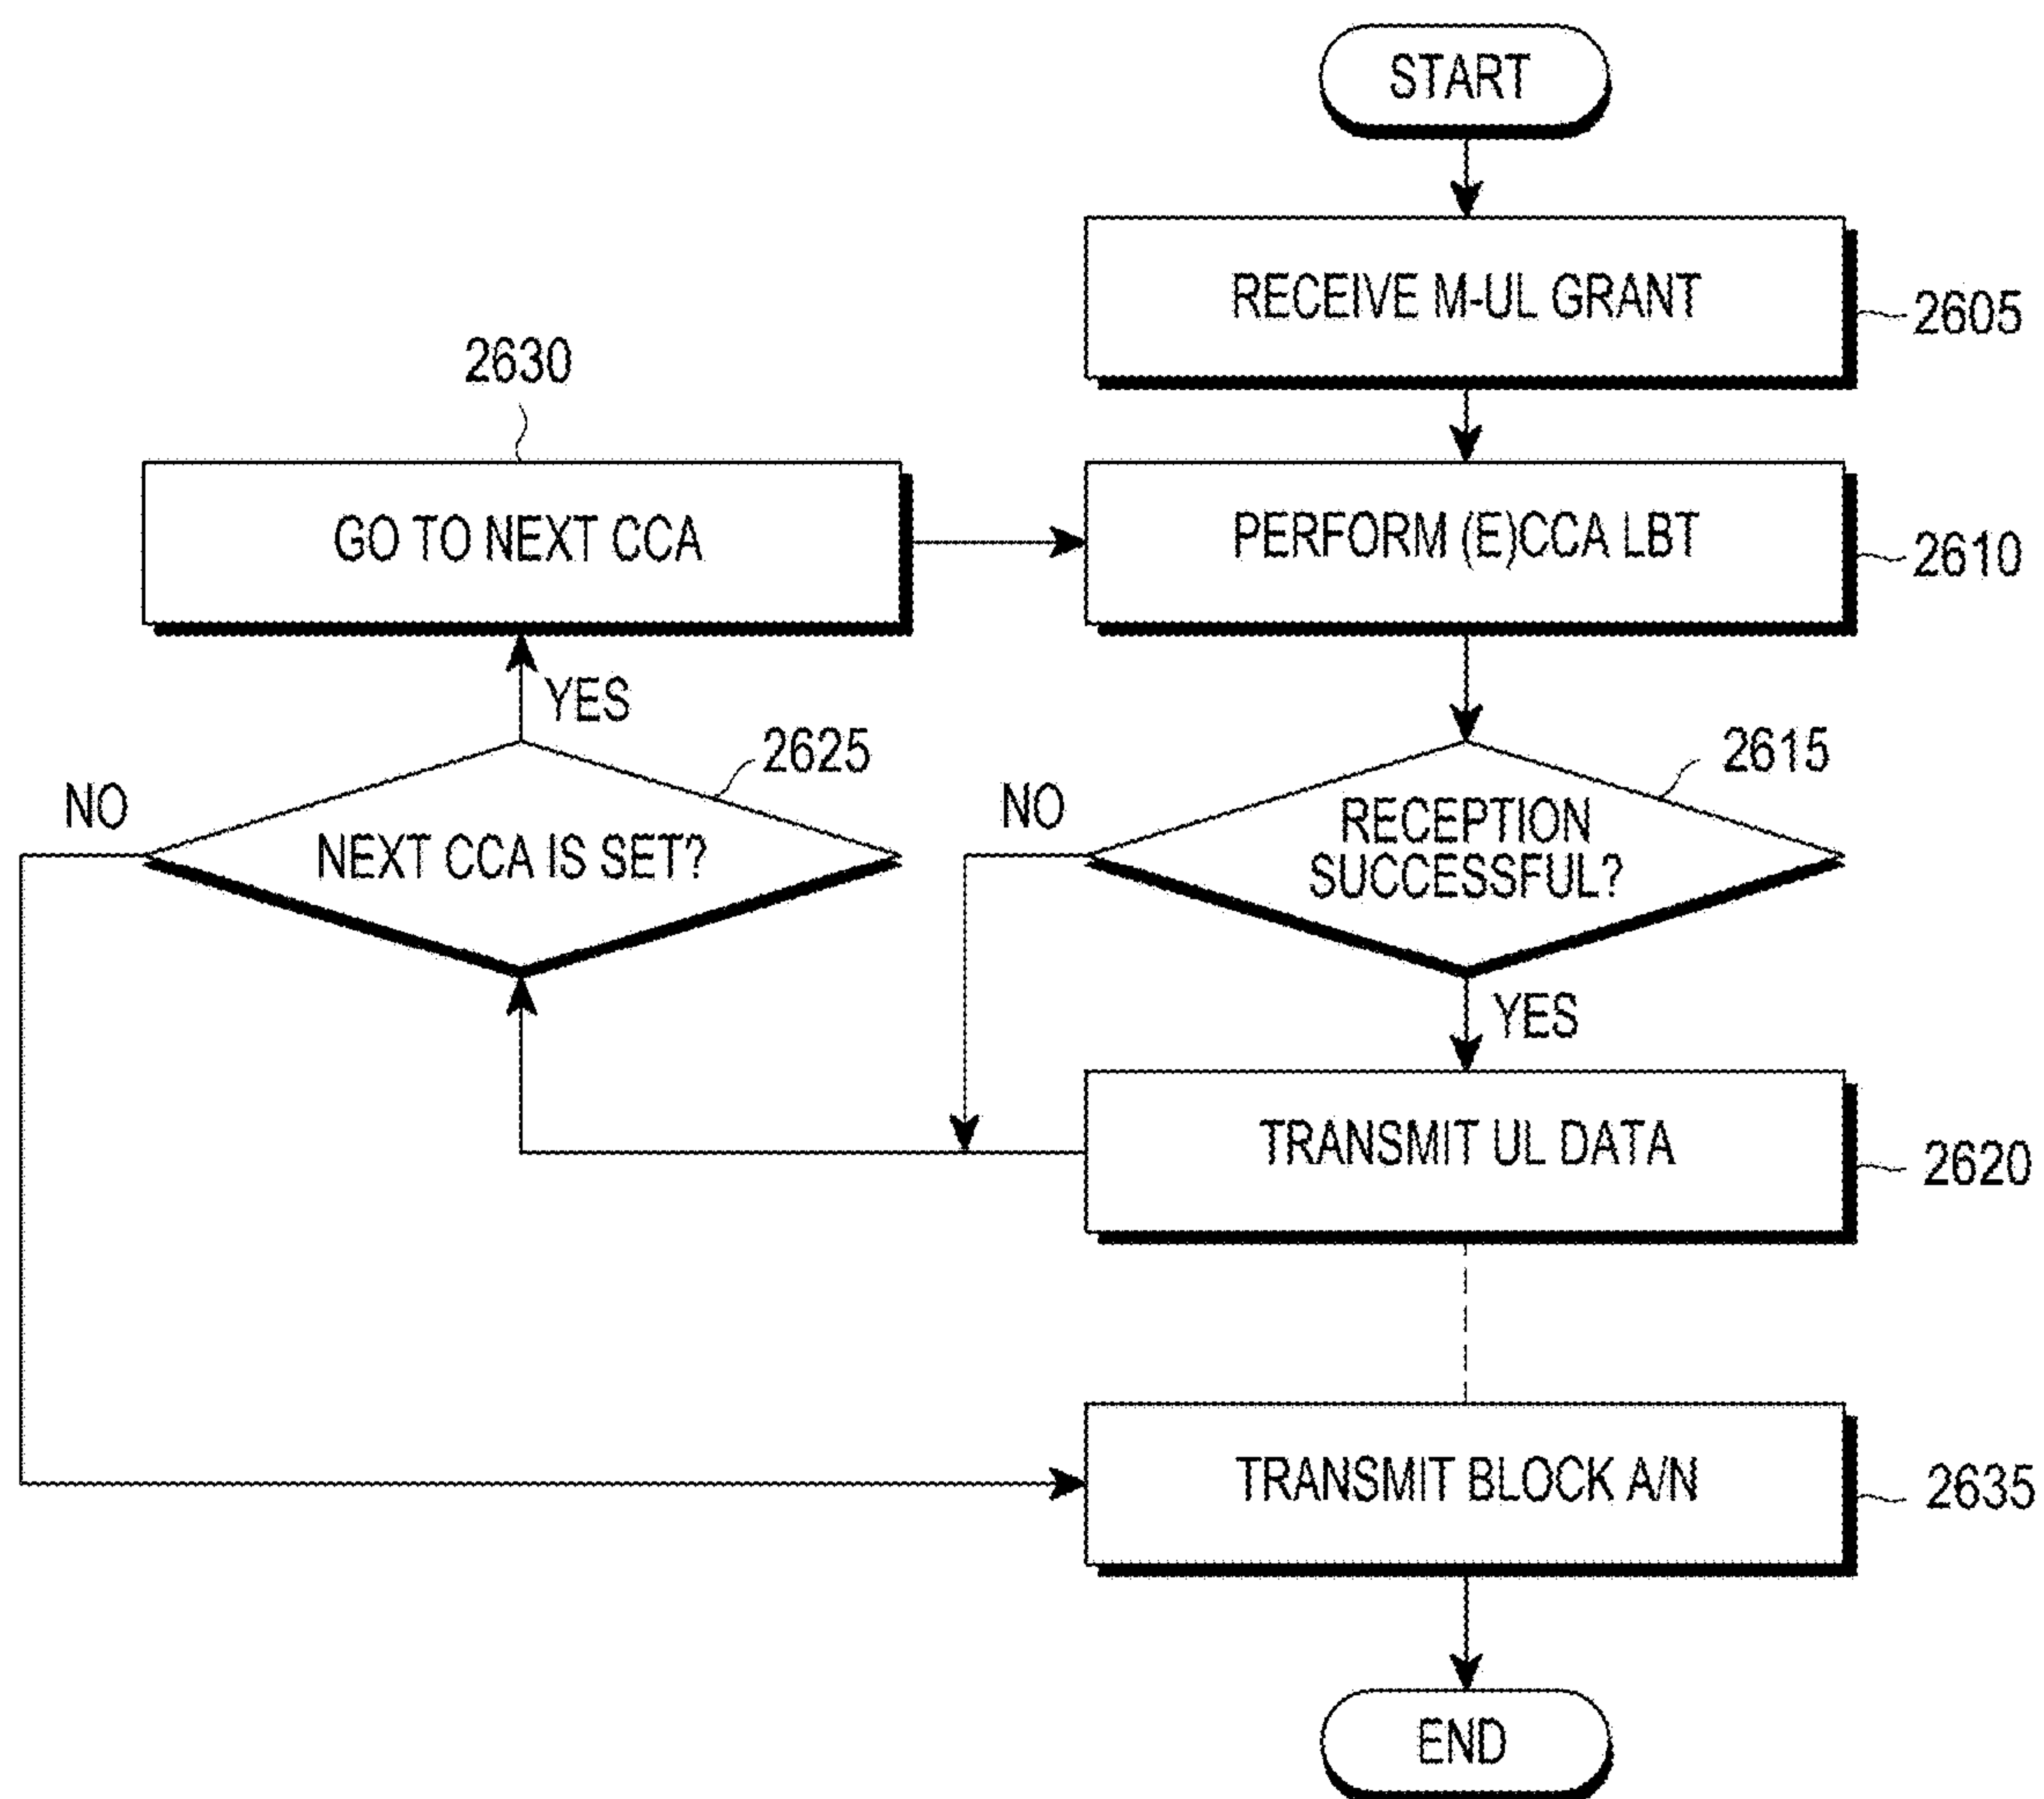 START
RECEIVE M-UL GRANT
2605
2630
GO TO NEXT CCA
PERFORM (E)CCA LBT
2610
YES
2625
2615
NO
NEXT CCA IS SET?
NO
RECEPTION
SUCCESSFUL?
YES
TRANSMIT UL DATA
2620
TRANSMIT BLOCK A/N
2635
END